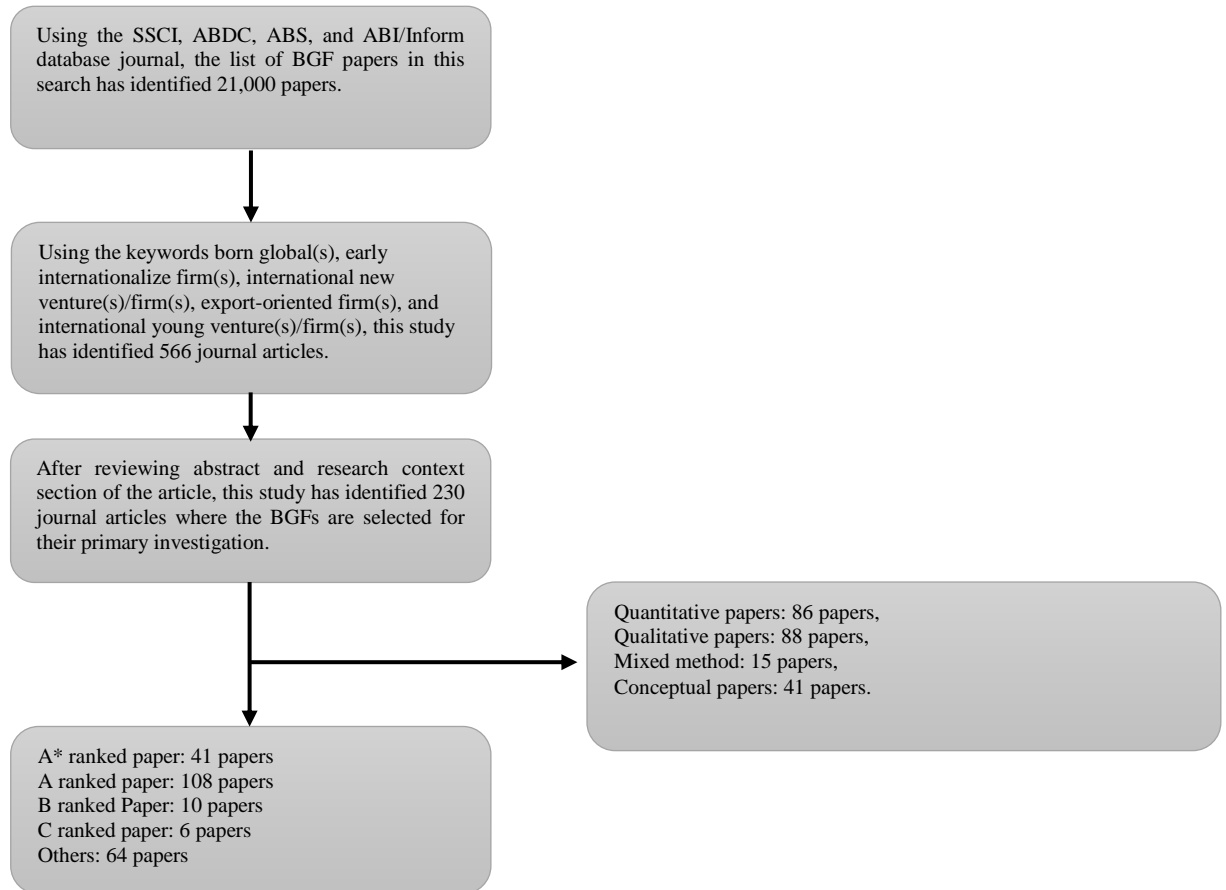 Using the SSCI, ABDC, ABS, and ABI/Inform
database journal, the list of BGF papers in this
search has identified 21,000 papers.
Using the keywords born global(s), early
internationalize firm(s), international new
venture(s)/firm(s), export-oriented firm(s), and
international young venture(s)/firm(s), this study
has identified 566 journal articles.
After reviewing abstract and research context
section of the article, this study has identified 230
journal articles where the BGFs are selected for
their primary investigation.
Quantitative papers: 86 papers,
Qualitative papers: 88 papers,
Mixed method: 15 papers,
Conceptual papers: 41 papers.
A* ranked paper: 41 papers
A ranked paper: 108 papers
B ranked Paper: 10 papers
C ranked paper: 6 papers
Others: 64 papers